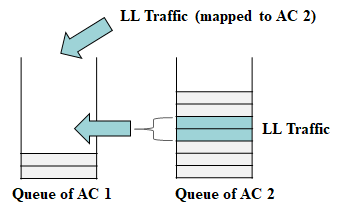 LL Traffic (mapped to AC 2)
LL Traffic
Queue of AC 1
Queue of AC 2